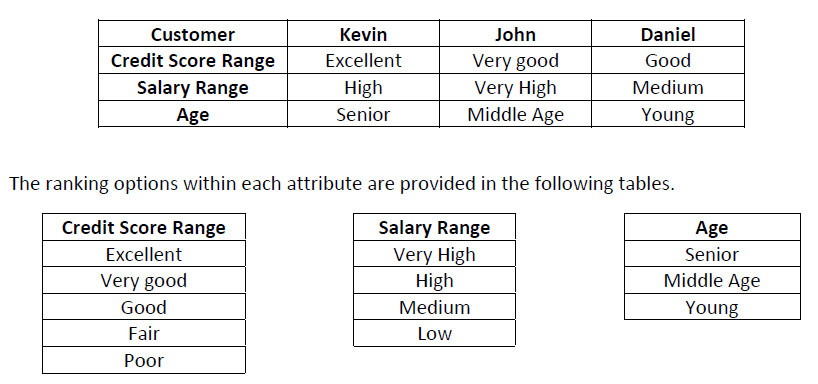 Customer Kevin John Daniel
Credit Score Range Excellent Very good Good
Salary Range High Very High Medium
Age Senior Middle Age Young
The ranking options within each attribute are provided in the following tables.
Credit Score Range Salary Range Age
Excellent Very High Senior
Very good High Middle Age
Good Medium Young
Fair Low
Poor